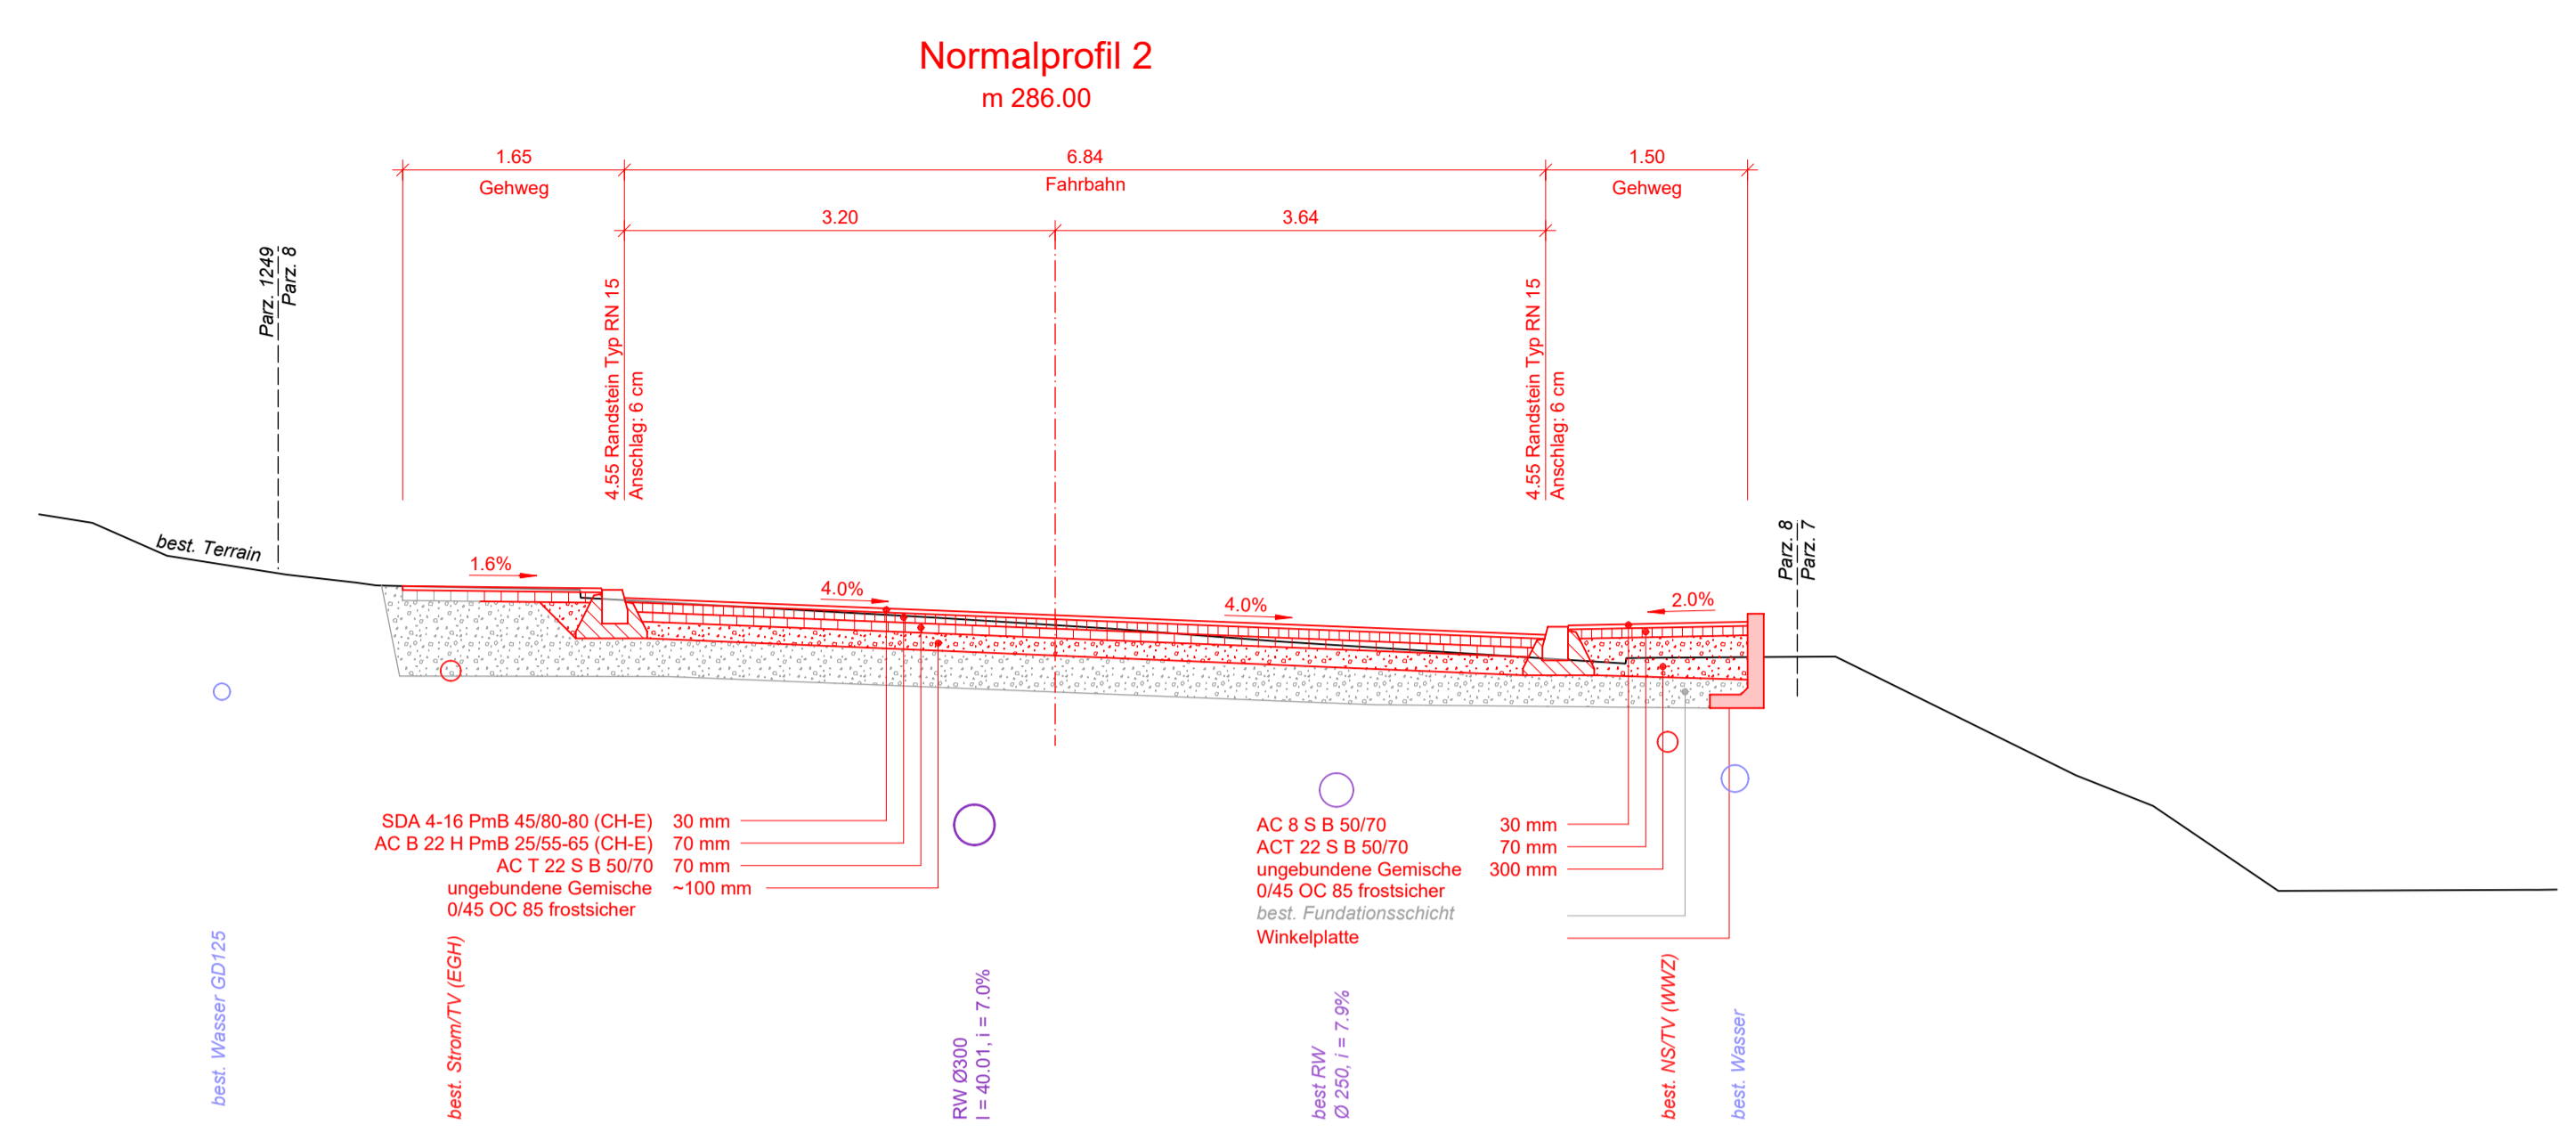 Normalprofil 2
m 286.00
1.65
6.84
1.50
Gehweg
Fahrbahn
Gehweg
3.20
3.64
Parz. 1249
Parz. 8
4.55 Randstein Typ RN 15
Anschlag: 6 cm
4.55 Randstein Typ RN 15
Anschlag: 6 cm
Parz. 8
Parz. 7
best. Terrain
1.6%
4.0%
4.0%
2.0%
SDA 4-16 PmB 45/80-80 (CH-E) 30 mm
AC B 22 H PmB 25/55-65 (CH-E) 70 mm
AC T 22 S B 50/70 70 mm
ungebundene Gemische ~100 mm
0/45 OC 85 frostsicher
AC 8 S B 50/70 30 mm
ACT 22 S B 50/70 70 mm
ungebundene Gemische 300 mm
0/45 OC 85 frostsicher
best. Fundationsschicht
Winkelplatte
best. Wasser GD125
best. Strom/TV (EGH)
RW Ø300
l = 40.01, i = 7.0%
best RW
Ø 250, i = 7.9%
best. NS/TV (WWZ)
best. Wasser